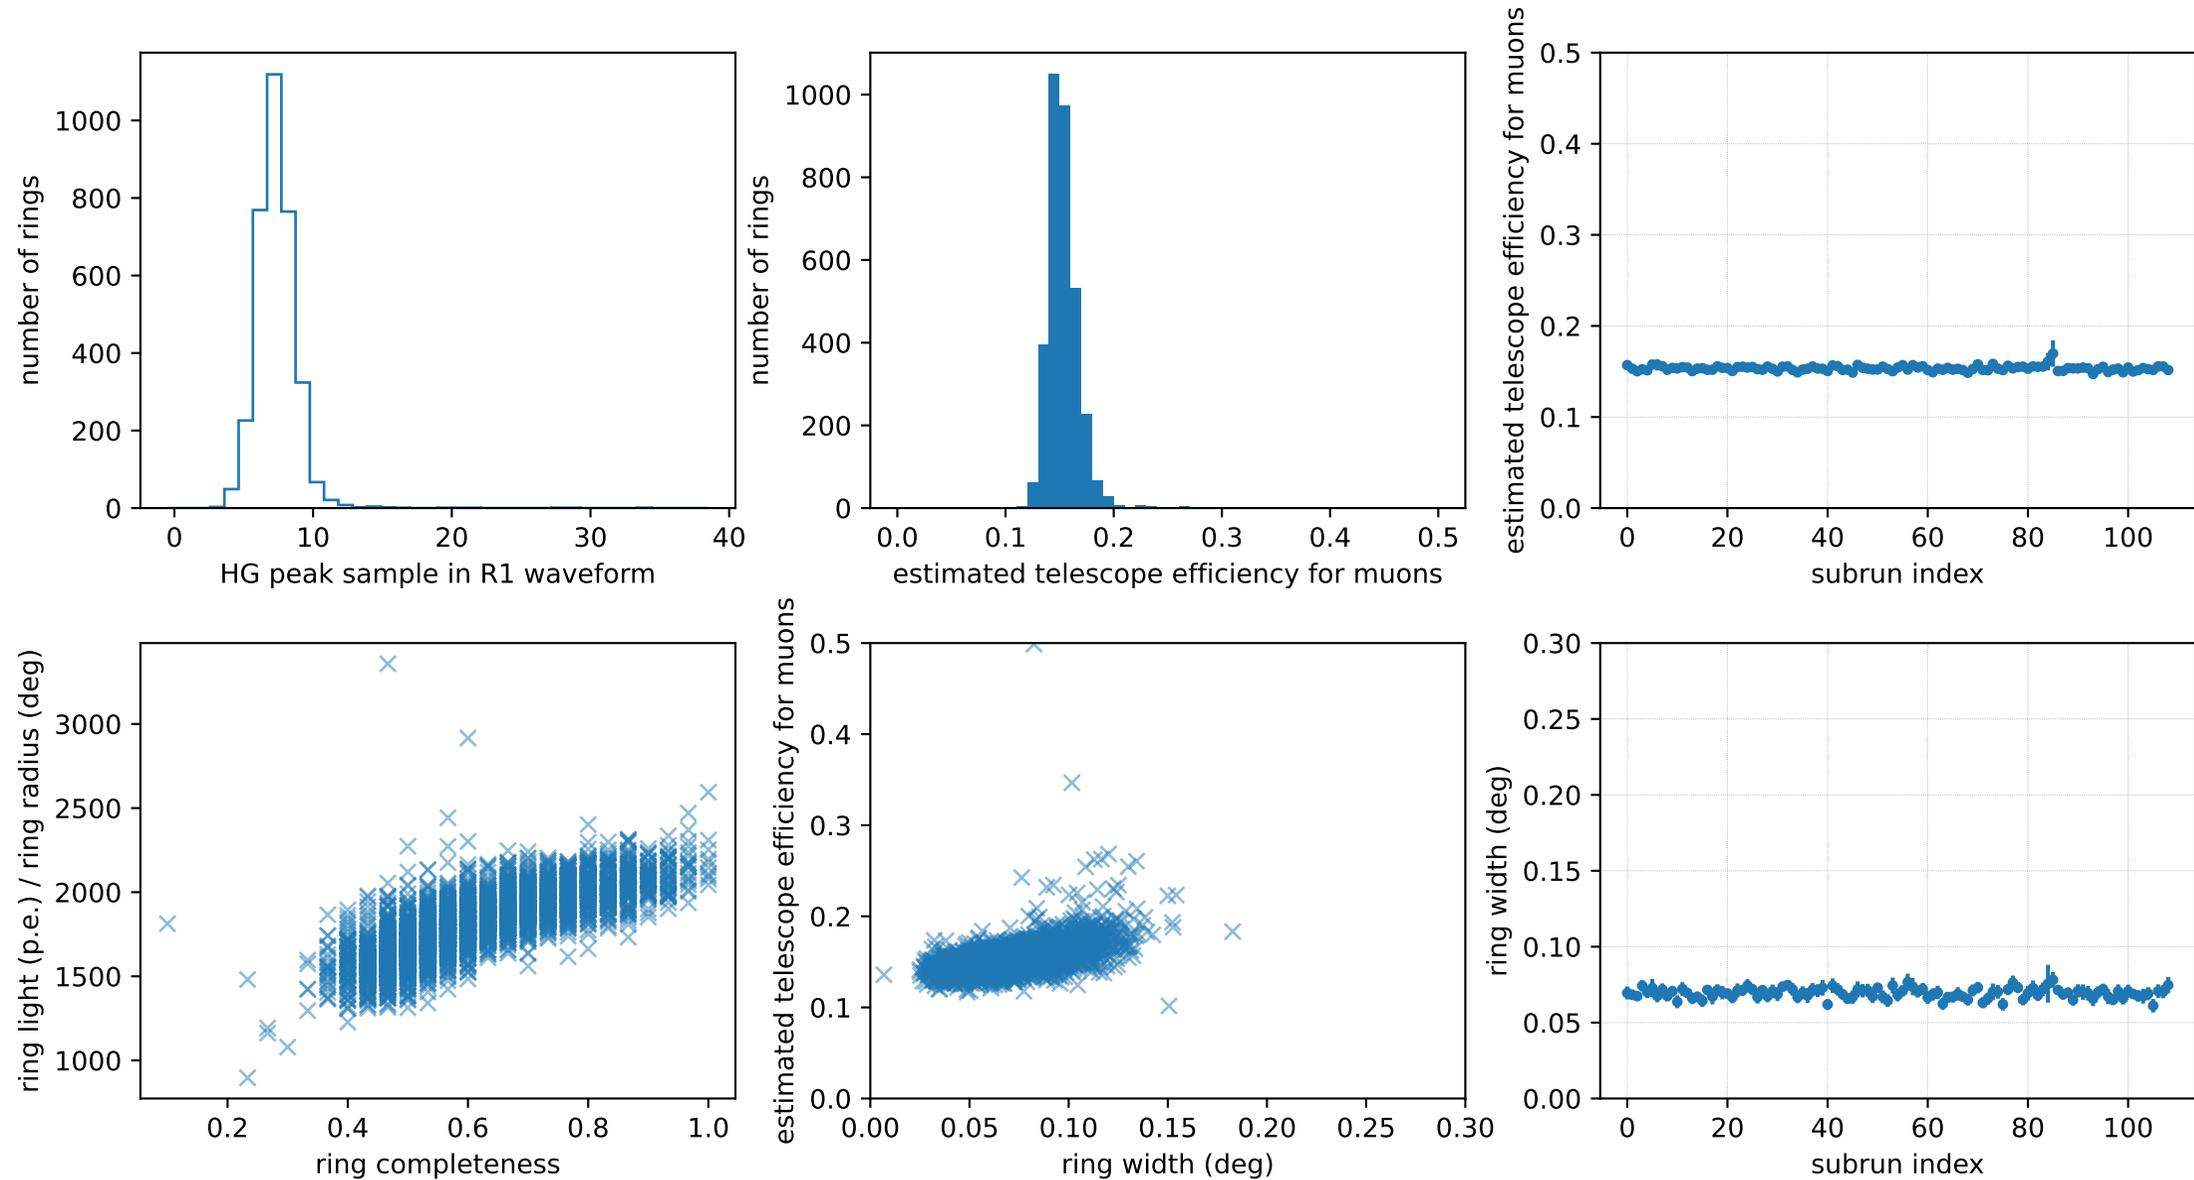 number of rings
1000
800
600
400
200
0
0 10 20 30 40
HG peak sample in R1 waveform
number of rings
1000
800
600
400
200
0
0.0 0.1 0.2 0.3 0.4 0.5
estimated telescope efficiency for muons
estimated telescope efficiency for muons
0.5
0.4
0.3
0.2
0.1
0.0
0 20 40 60 80 100
subrun index
ring light (p.e.) / ring radius (deg)
3000
2500
2000
1500
1000
0.2 0.4 0.6 0.8 1.0
ring completeness
estimated telescope efficiency for muons
0.5
0.4
0.3
0.2
0.1
0.0
0.00 0.05 0.10 0.15 0.20 0.25 0.30
ring width (deg)
ring width (deg)
0.30
0.25
0.20
0.15
0.10
0.05
0.00
0 20 40 60 80 100
subrun index